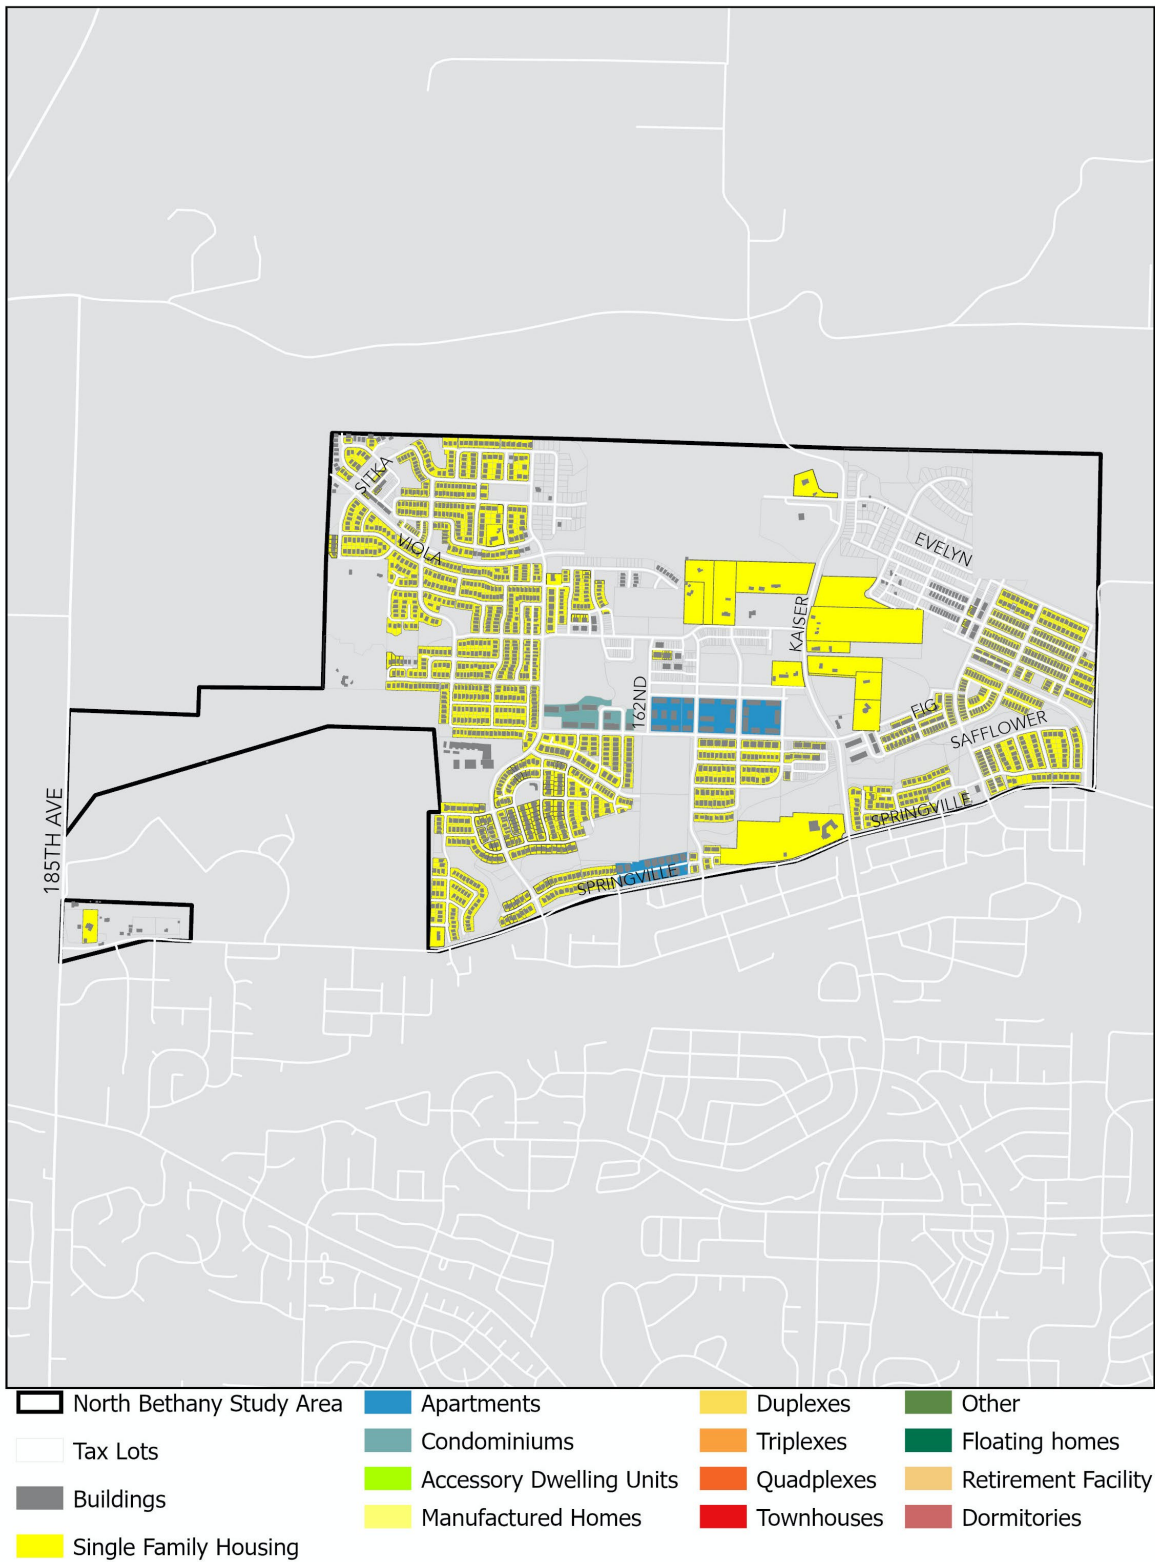 SITKA
VIOLA
EVELYN
KAISER
162ND
FIG
SAFFLOWER
185TH AVE
SPRINGVILLE
SPRINGVILLE
North Bethany Study Area
Tax Lots
Buildings
Single Family Housing
Apartments
Condominiums
Accessory Dwelling Units
Manufactured Homes
Duplexes
Triplexes
Quadplexes
Townhouses
Other
Floating homes
Retirement Facility
Dormitories